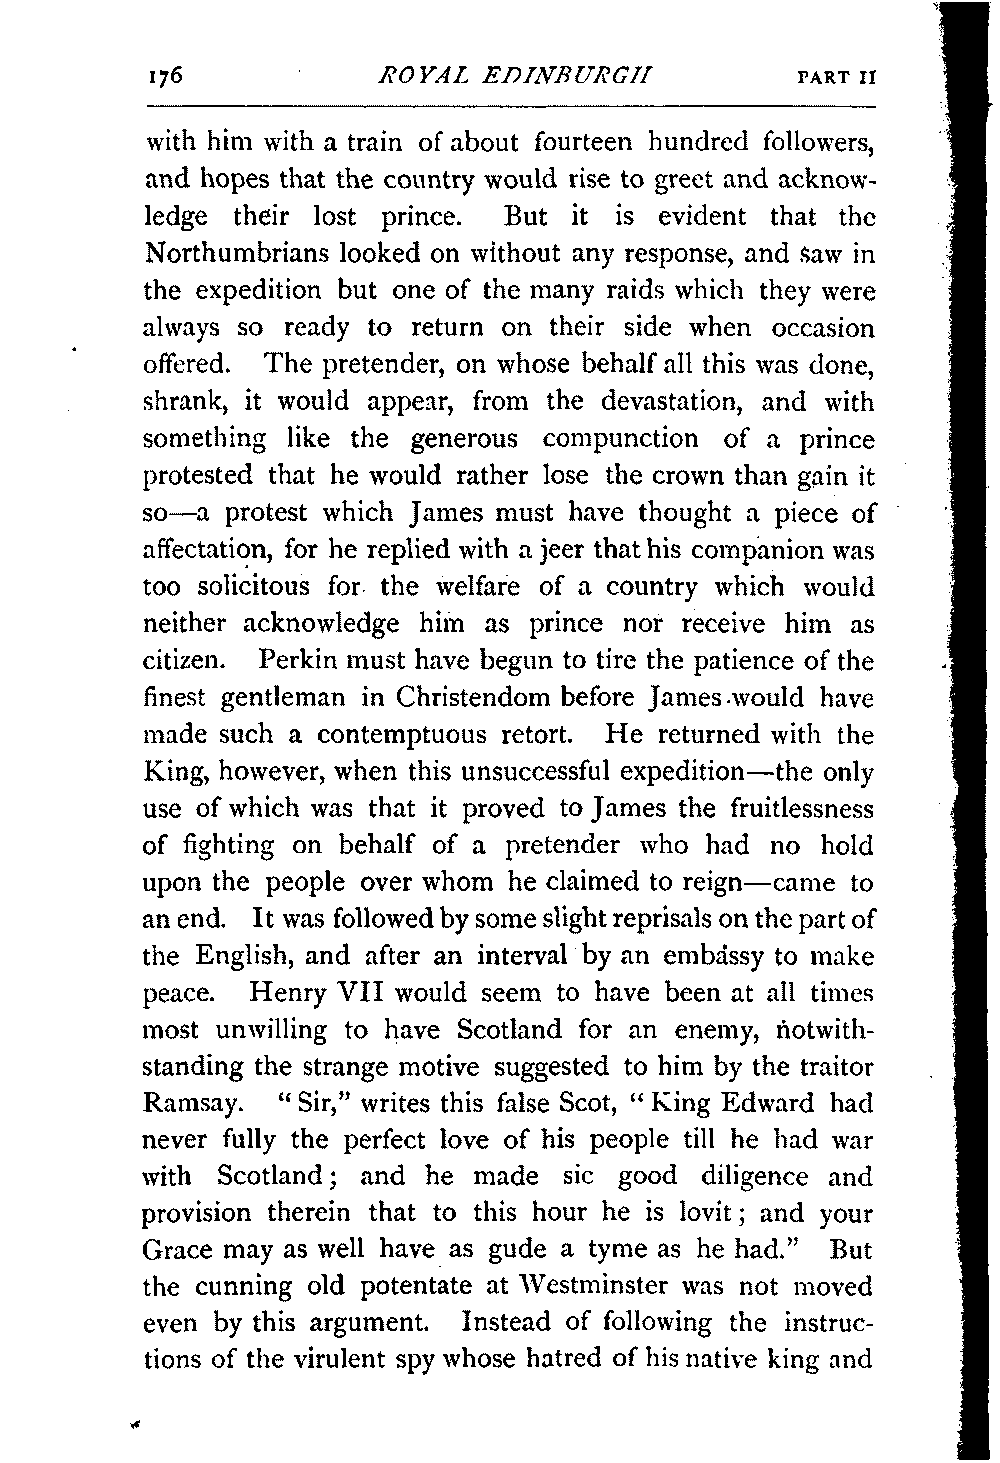 176 ROYAL EDINBURGH PART II
with him with a train of about fourteen hundred followers,
and hopes that the country would rise to greet and acknow-
ledge their lost prince. But it is evident that the
Northumbrians looked on without any response, and saw in
the expedition but one of the many raids which they were
always so ready to return on their side when occasion
offered. The pretender, on whose behalf all this was done,
shrank, it would appear, from the devastation, and with
something like the generous compunction of a prince
protested that he would rather lose the crown than gain it
so—a protest which James must have thought a piece of
affectation, for he replied with a jeer that his companion was
too solicitous for the welfare of a country which would
neither acknowledge him as prince nor receive him as
citizen. Perkin must have begun to tire the patience of the
finest gentleman in Christendom before James would have
made such a contemptuous retort. He returned with the
King, however, when this unsuccessful expedition—the only
use of which was that it proved to James the fruitlessness
of fighting on behalf of a pretender who had no hold
upon the people over whom he claimed to reign—came to
an end. It was followed by some slight reprisals on the part of
the English, and after an interval by an embassy to make
peace. Henry VII would seem to have been at all times
most unwilling to have Scotland for an enemy, notwith-
standing the strange motive suggested to him by the traitor
Ramsay. “Sir,” writes this false Scot, “King Edward had
never fully the perfect love of his people till he had war
with Scotland; and he made sic good diligence and
provision therein that to this hour he is lovit; and your
Grace may as well have as gude a tyme as he had.” But
the cunning old potentate at Westminster was not moved
even by this argument. Instead of following the instruc-
tions of the virulent spy whose hatred of his native king and